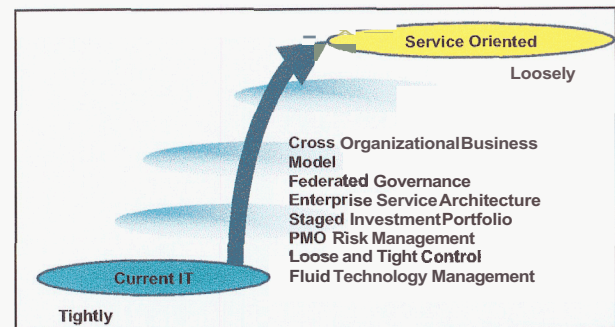 Service Oriented
Loosely
Cross Organizational Business
Model
Federated Governance
Enterprise Service Architecture
Staged Investment Portfolio
PMO Risk Management
Loose and Tight Control
Fluid Technology Management
Current IT
Tightly